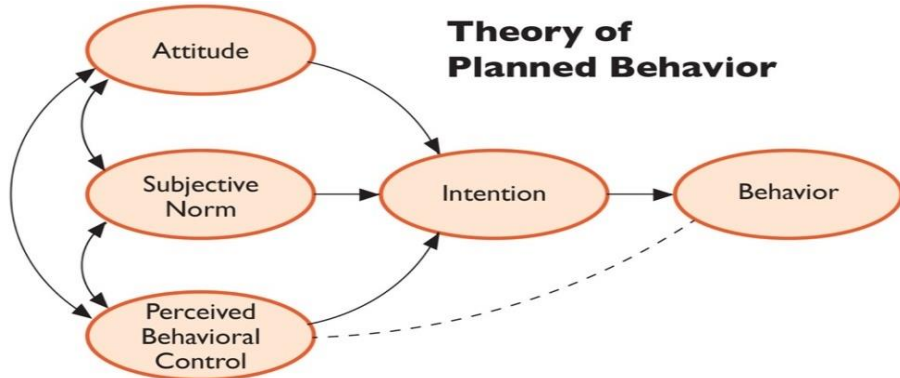 Theory of
Planned Behavior
Attitude
Subjective
Norm
Intention
Behavior
Perceived
Behavioral
Control